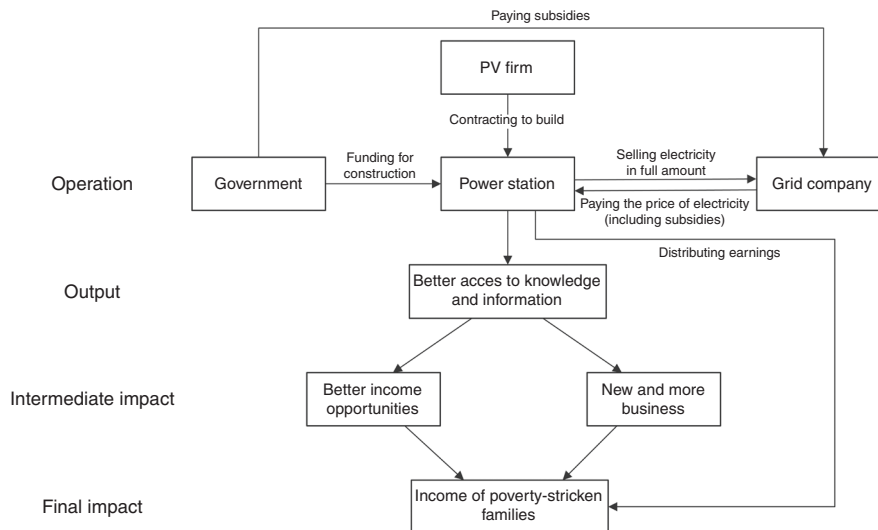 Paying subsidies
PV firm
Contracting to build
Operation
Government
Funding for
construction
Power station
Selling electricity
in full amount
Paying the price of electricity
(including subsidies)
Grid company
Distributing earnings
Output
Better acces to knowledge
and information
Intermediate impact
Better income
opportunities
New and more
business
Final impact
Income of poverty-stricken
families